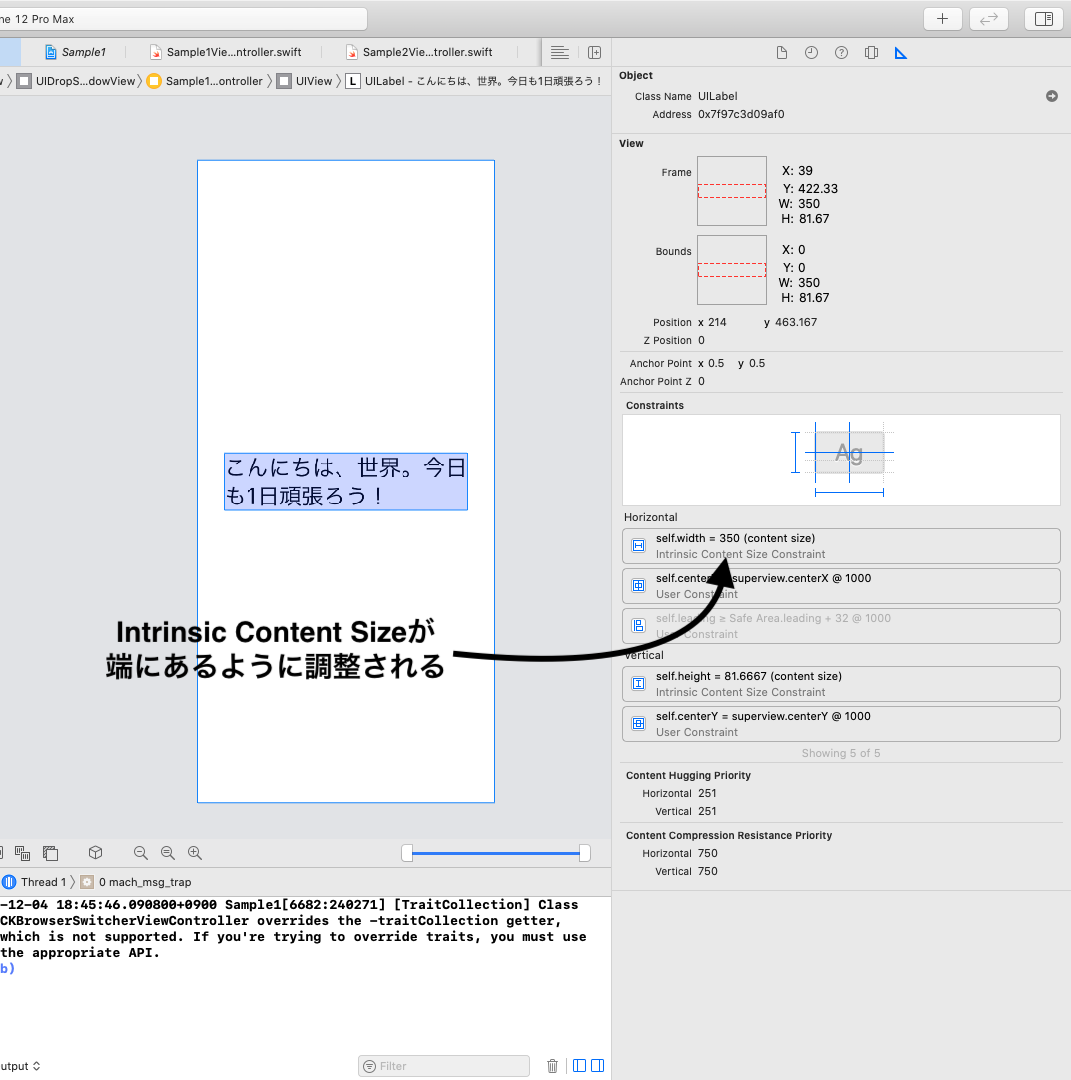 ne 12 Pro Max
Sample1
Sample1Vie...ntroller.swift
Sample2Vie...troller.swift
UIDropS...dowView
Sample1...ontroller
UIView
L
UILabel - こんにちは、世界。今日も1日頑張ろう！
Object
Class Name UILabel
Address 0x7f97c3d09af0
View
Frame
X: 39
Y: 422.33
W: 350
H: 81.67
Bounds
X: 0
Y: 0
W: 350
H: 81.67
Position x 214 y 463.167
Z Position 0
Anchor Point x 0.5 y 0.5
Anchor Point Z 0
Constraints
Ag
Horizontal
self.width = 350 (content size)
Intrinsic Content Size Constraint
superview.centerX @ 1000
User Constraint
self.leading ≥ Safe Area.leading + 32 @ 1000
User Constraint
Vertical
self.height = 81.6667 (content size)
Intrinsic Content Size Constraint
self.centerY = superview.centerY @ 1000
User Constraint
Showing 5 of 5
Content Hugging Priority
Horizontal 251
Vertical 251
Content Compression Resistance Priority
Horizontal 750
Vertical 750
こんにちは、世界。今日
も1日頑張ろう！
Intrinsic Content Sizeが
端にあるように調整される
Thread 1
0 mach_msg_trap
-12-04 18:45:46.090800+0900 Sample1[6682:240271] [TraitCollection] Class
CKBrowserSwitcherViewController overrides the -traitCollection getter,
which is not supported. If you're trying to override traits, you must use
the appropriate API.
b)
utput
Filter